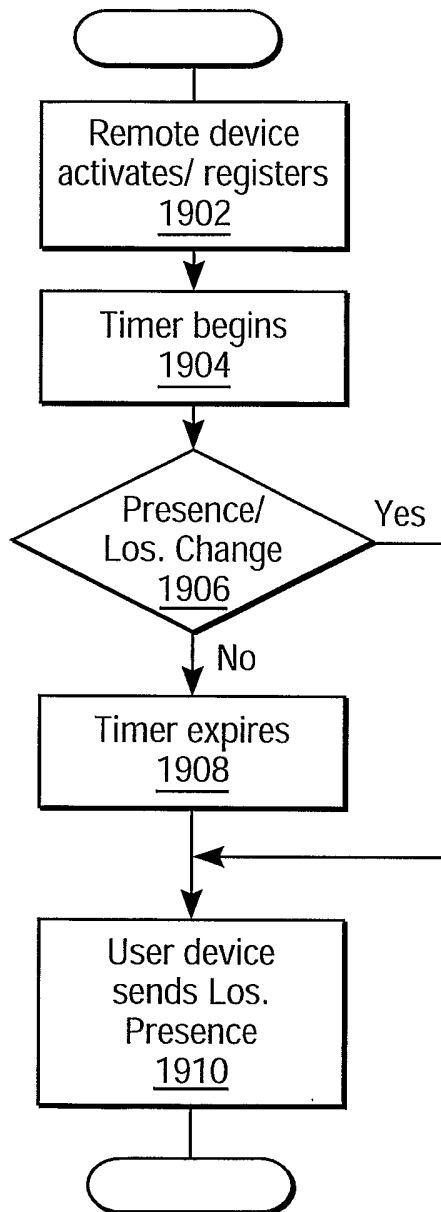 Remote device
activates/ registers
1902
Timer begins
1904
Presence/
Los. Change
1906
Yes
No
Timer expires
1908
User device
sends Los.
Presence
1910